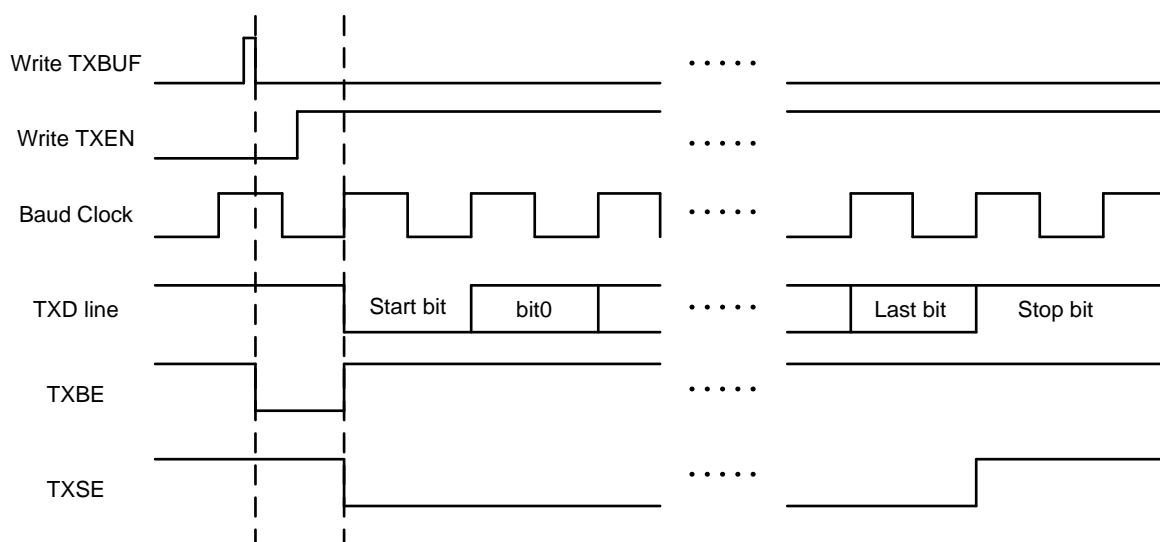 Write TXBUF
Write TXEN
Baud Clock
TXD line
Start bit
bit0
Last bit
Stop bit
TXBE
TXSE